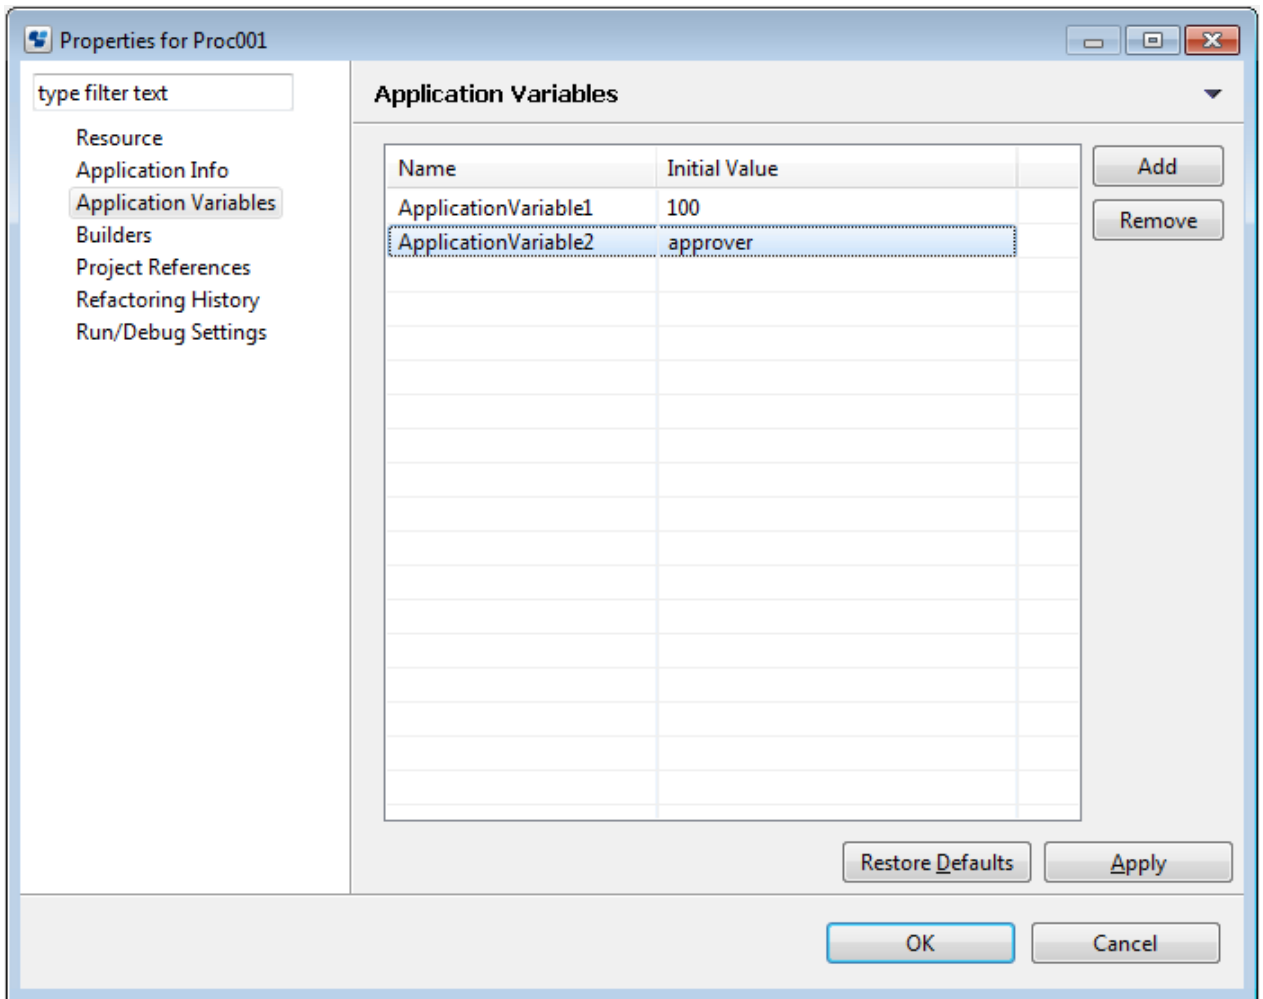 Properties for Proc001
type filter text
Resource
Application Info
Application Variables
Builders
Project References
Refactoring History
Run/Debug Settings
Application Variables
Name Initial Value
ApplicationVariable1 100
ApplicationVariable2 approver
Add
Remove
Restore Defaults Apply
OK Cancel